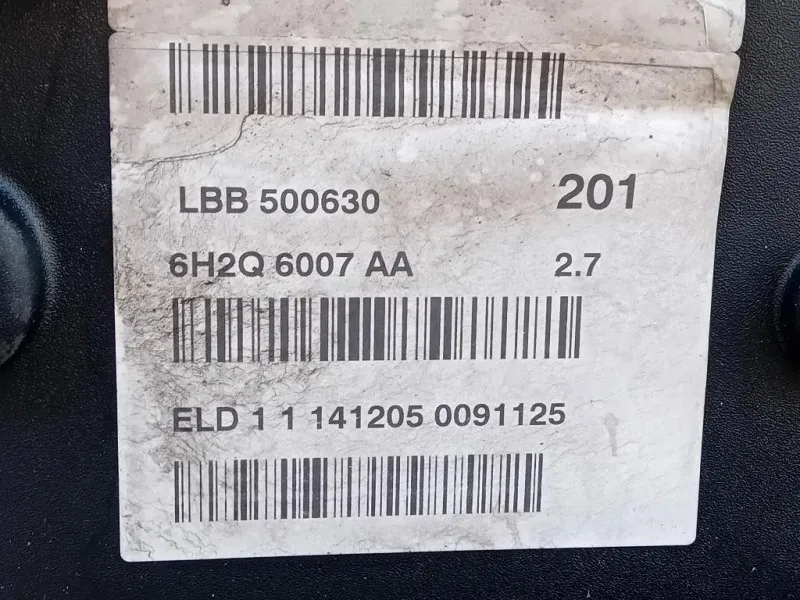 LBB 500630 201
6H2Q 6007 AA 2.7
ELD 1 1 141205 0091125